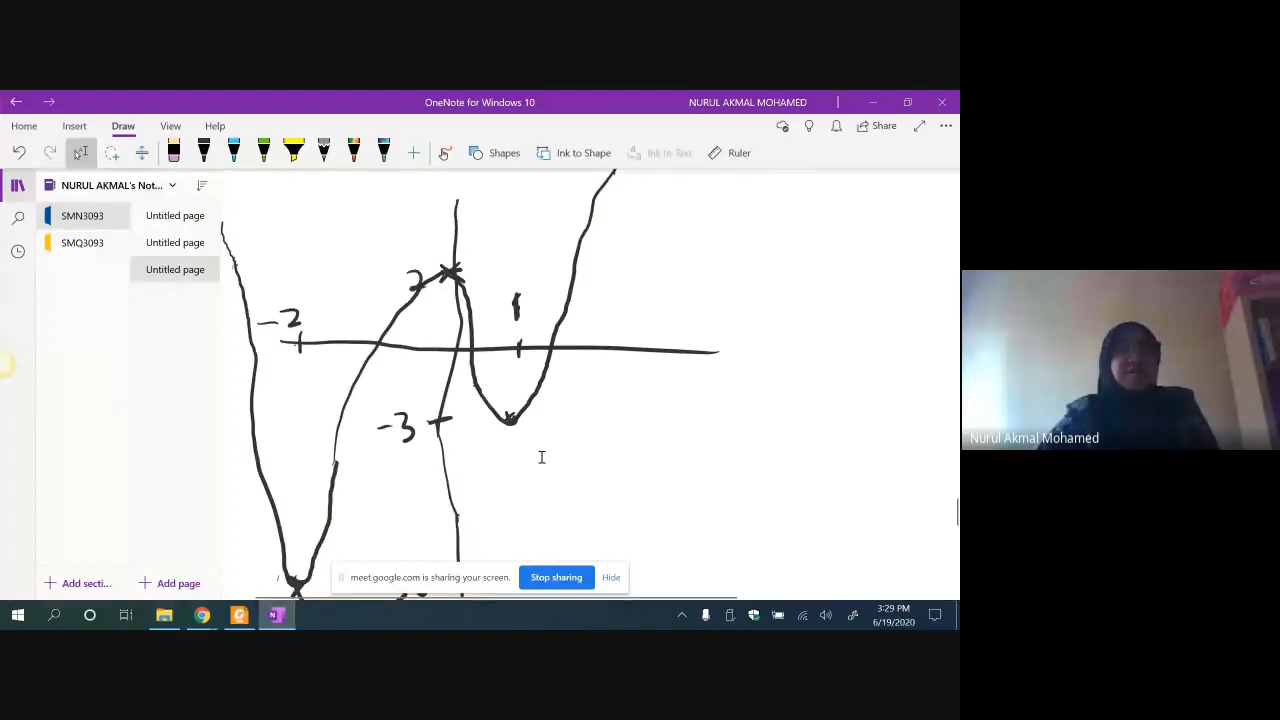 OneNote for Windows 10
NURUL AKMAL MOHAMED
Home Insert Draw View Help
Share
Shapes Ink to Shape Ink to Text Ruler
NURUL AKMAL's Not...
SMN3093
SMQ3093
Untitled page
Untitled page
Untitled page
2
-2
1
-3
Nurul Akmal Mohamed
meet.google.com is sharing your screen. Stop sharing Hide
Add secti... Add page
3:29 PM
6/19/2020